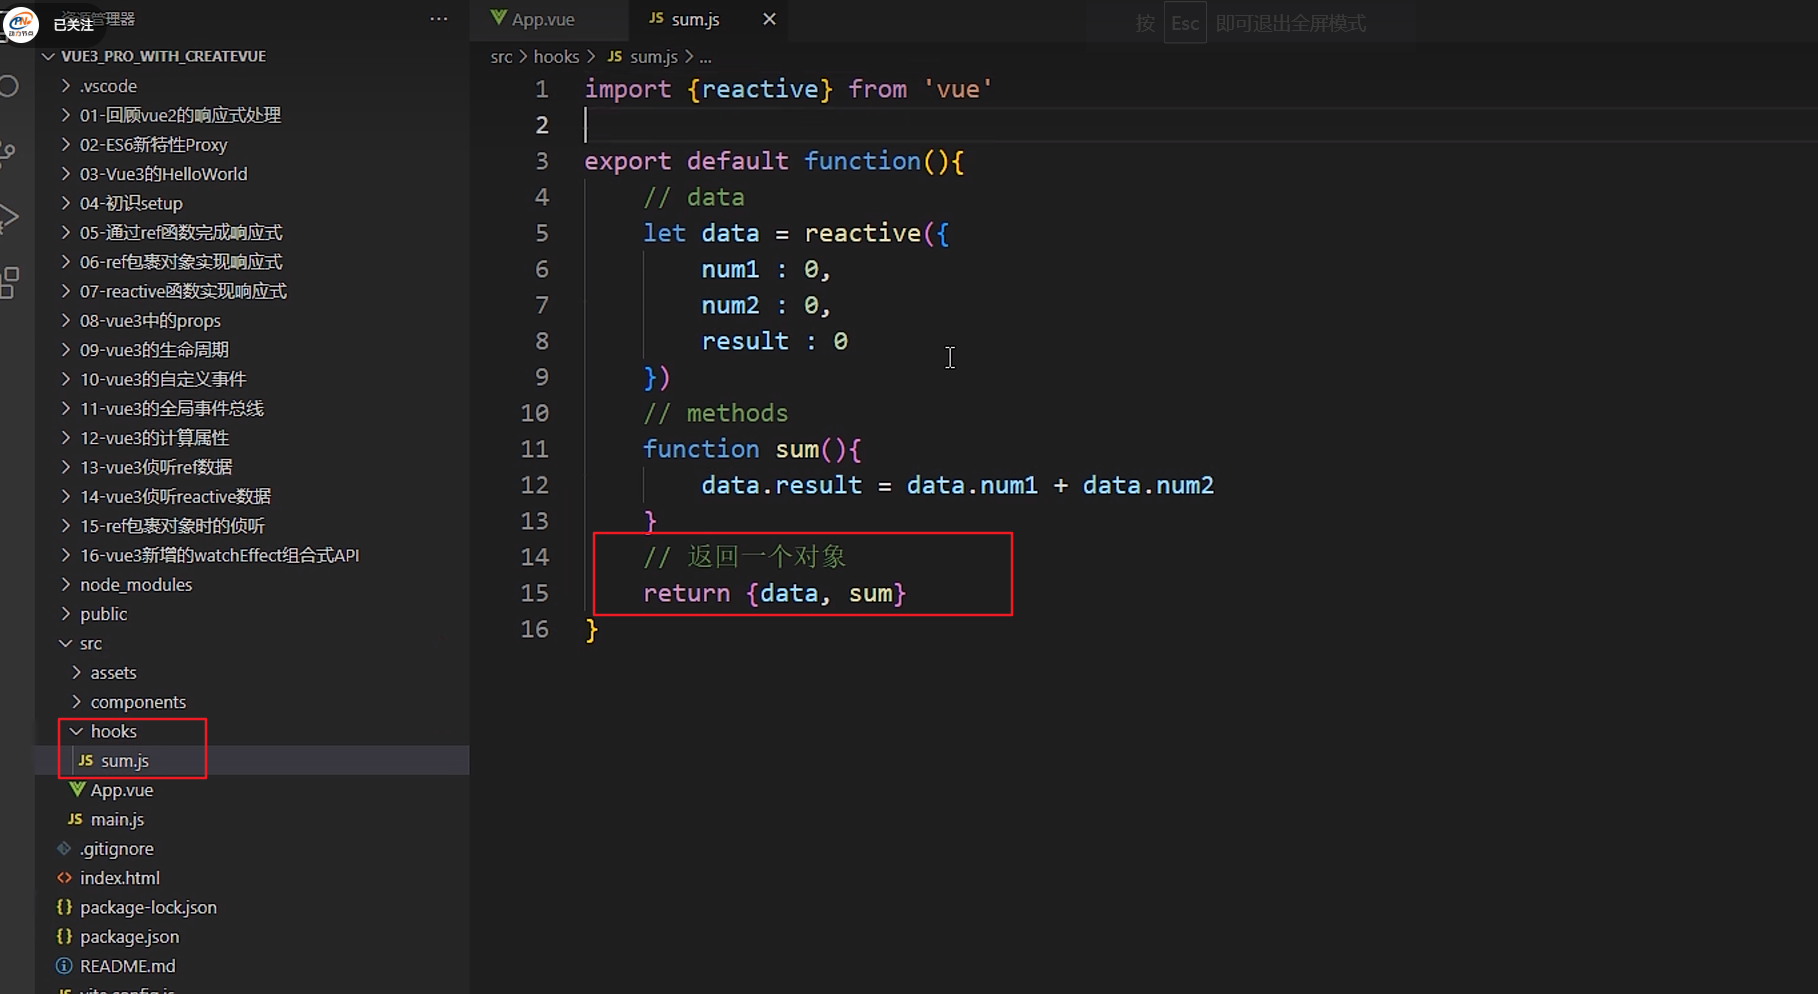 资源管理器
已关注
VUE3_PRO_WITH_CREATEVUE
.vscode
01-回顾vue2的响应式处理
02-ES6新特性Proxy
03-Vue3的HelloWorld
04-初识setup
05-通过ref函数完成响应式
06-ref包裹对象实现响应式
07-reactive函数实现响应式
08-vue3中的props
09-vue3的生命周期
10-vue3的自定义事件
11-vue3的全局事件总线
12-vue3的计算属性
13-vue3侦听ref数据
14-vue3侦听reactive数据
15-ref包裹对象时的侦听
16-vue3新增的watchEffect组合式API
node_modules
public
src
assets
components
hooks
JS sum.js
App.vue
JS main.js
.gitignore
<> index.html
{} package-lock.json
{} package.json
README.md
JS vite.config.js
App.vue
JS sum.js
按 Esc 即可退出全屏模式
src > hooks > JS sum.js > ...
1 import {reactive} from 'vue'
2
3 export default function(){
4 // data
5 let data = reactive({
6 num1 : 0,
7 num2 : 0,
8 result : 0
9 })
10 // methods
11 function sum(){
12 data.result = data.num1 + data.num2
13 }
14 // 返回一个对象
15 return {data, sum}
16 }